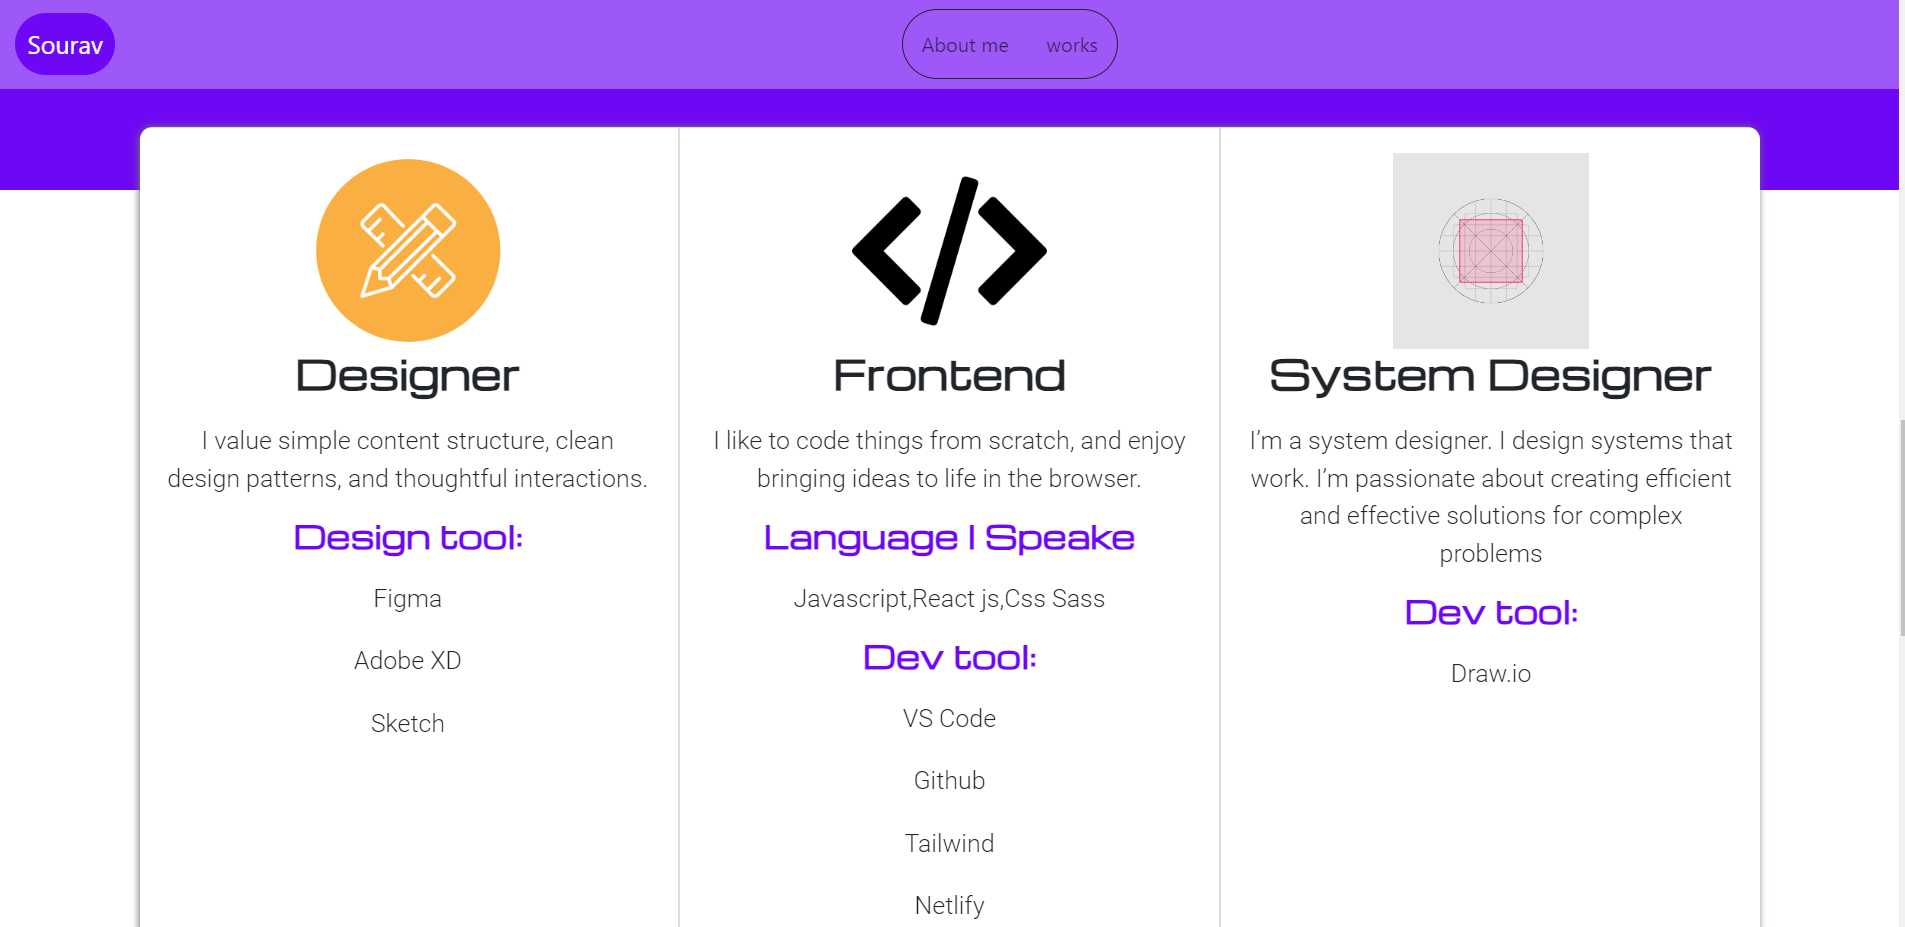 Sourav
About me
works
Designer
I value simple content structure, clean
design patterns, and thoughtful interactions.
Design tool:
Figma
Adobe XD
Sketch
Frontend
I like to code things from scratch, and enjoy
bringing ideas to life in the browser.
Language I Speake
Javascript,React js,Css Sass
Dev tool:
VS Code
Github
Tailwind
Netlify
System Designer
I’m a system designer. I design systems that
work. I’m passionate about creating efficient
and effective solutions for complex
problems
Dev tool:
Draw.io